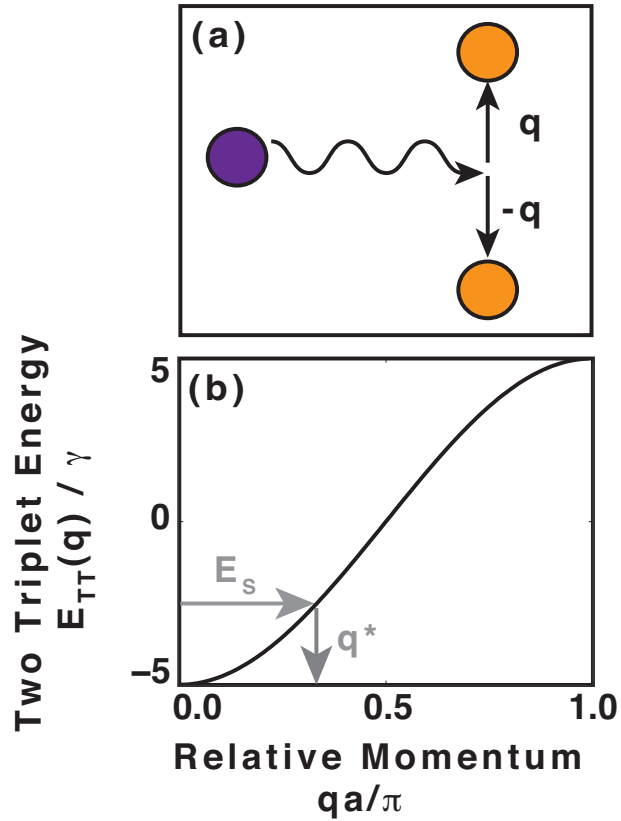 (a)
q
-q
(b)
5
0
−5
E_S
q*
0.0 0.5 1.0
Relative Momentum
qa/π
Two Triplet Energy
E_TT(q) / γ